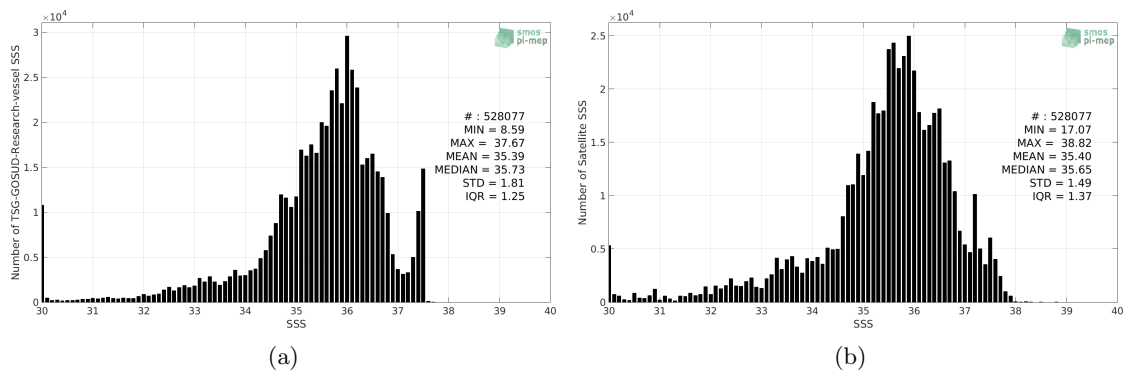 ×10⁴
3
2.5
2
1.5
1
0.5
0
30 31 32 33 34 35 36 37 38 39 40
SSS
Number of TSG-GOSUD-Research-vessel SSS
smos
pi-mep
# : 528077
MIN = 8.59
MAX = 37.67
MEAN = 35.39
MEDIAN = 35.73
STD = 1.81
IQR = 1.25
(a)
×10⁴
2.5
2
1.5
1
0.5
0
30 31 32 33 34 35 36 37 38 39 40
SSS
Number of Satellite SSS
smos
pi-mep
# : 528077
MIN = 17.07
MAX = 38.82
MEAN = 35.40
MEDIAN = 35.65
STD = 1.49
IQR = 1.37
(b)